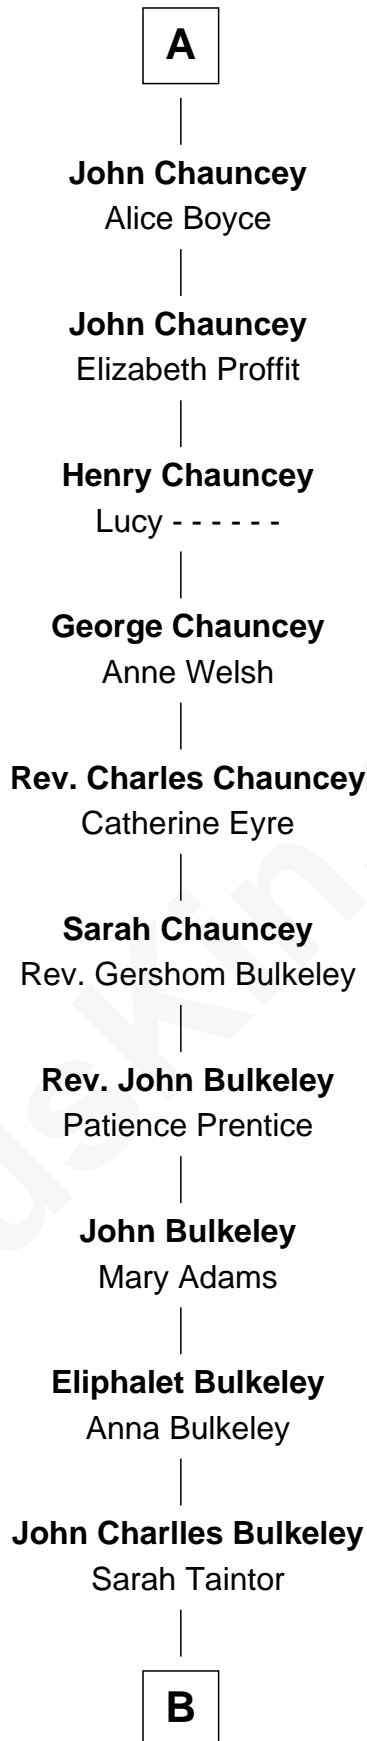 A
John Chauncey
Alice Boyce
John Chauncey
Elizabeth Proffit
Henry Chauncey
Lucy - - - - - -
George Chauncey
Anne Welsh
Rev. Charles Chauncey
Catherine Eyre
Sarah Chauncey
Rev. Gershom Bulkeley
Rev. John Bulkeley
Patience Prentice
John Bulkeley
Mary Adams
Eliphalet Bulkeley
Anna Bulkeley
John Charlles Bulkeley
Sarah Taintor
B